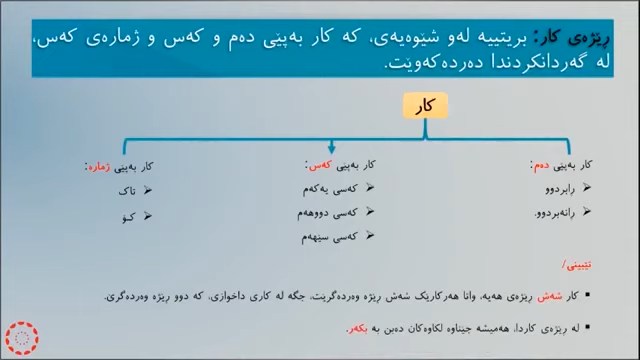 ڕێژەی کار: بریتییە لەو شێوەیەی، کە کار بەپێی دەم و کەس و ژمارەی کەس،
لە گەردانکردندا دەردەکەوێت.
کار
کار بەپێی دەم:
ڕابردوو
ڕانەبردوو.
کار بەپێی کەس:
کەسی یەکەم
کەسی دووهەم
کەسی سێهەم
کار بەپێی ژمارە:
تاک
کۆ
تێبینی/
کار شەش ڕێژەی هەیە، واتا هەرکارێک شەش ڕێژە وەردەگرێت، جگە لە کاری داخوازی، کە دوو ڕێژە وەردەگرێ.
لە ڕێژەی کاردا، هەمیشە جێناوە لکاوەکان دەبن بە بکەر.